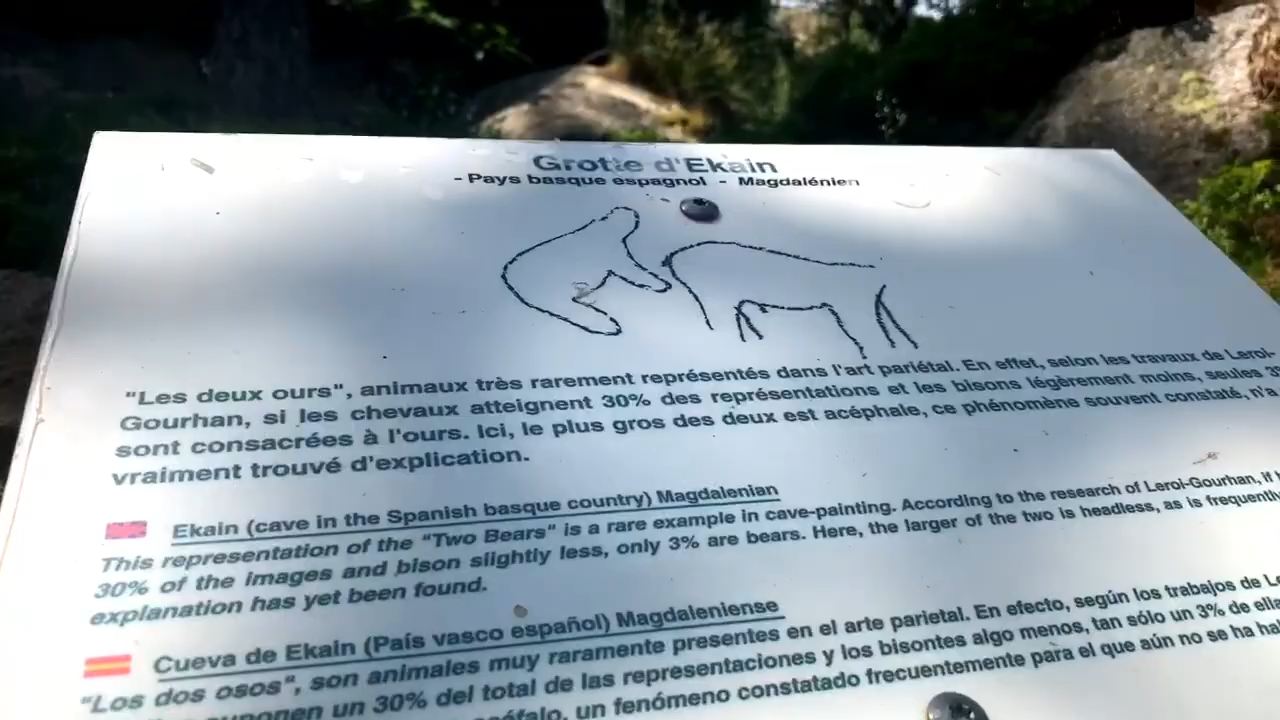 Grotte d'Ekain
- Pays basque espagnol - Magdalénien
"Les deux ours", animaux très rarement représentés dans l'art pariétal. En effet, selon les travaux de Leroi-
Gourhan, si les chevaux atteignent 30% des représentations et les bisons légèrement moins, seules
sont consacrées à l'ours. Ici, le plus gros des deux est acéphale, ce phénomène souvent constaté, n'a
vraiment trouvé d'explication.
Ekain (cave in the Spanish basque country) Magdalenian
This representation of the "Two Bears" is a rare example in cave-painting. According to the research of Leroi-Gourhan, if
30% of the images and bison slightly less, only 3% are bears. Here, the larger of the two is headless, as is frequently
explanation has yet been found.
Cueva de Ekain (País vasco español) Magdaleniense
"Los dos osos", son animales muy raramente presentes en el arte parietal. En efecto, según los trabajos de
un 30% del total de las representaciones y los bisontes algo menos, tan sólo un 3% de
un fenómeno constatado frecuentemente para el que aún no se ha